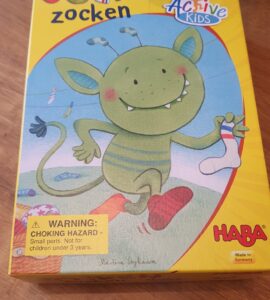 zocken
Active
KIDS
WARNING:
CHOKING HAZARD -
Small parts. Not for
children under 3 years.
HABA
Made in
Germany